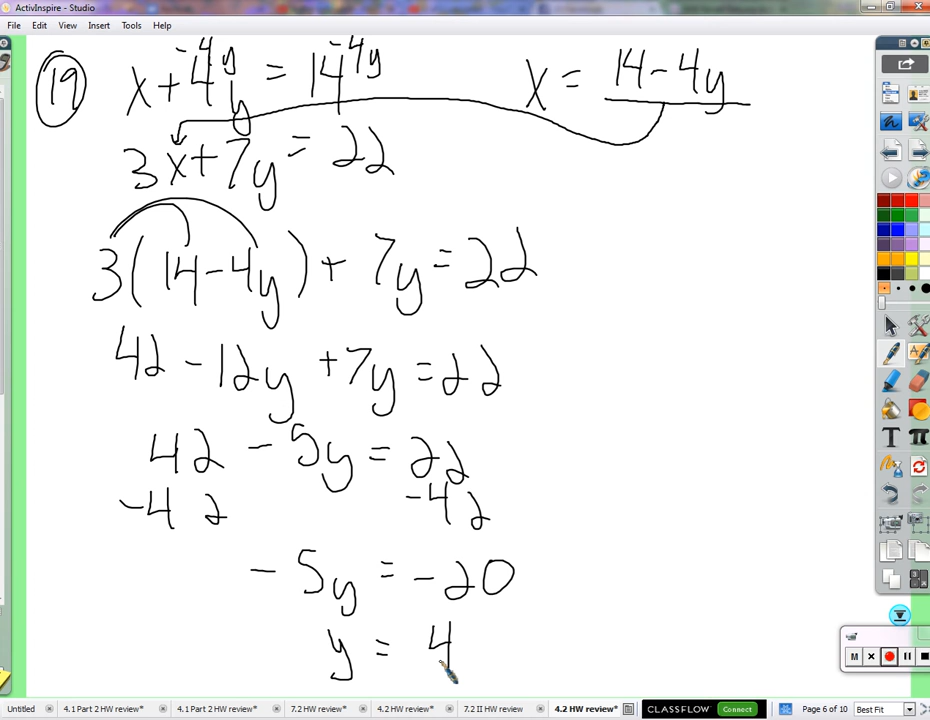 ActivInspire - Studio
File Edit View Insert Tools Help
-4y -4y
19 x + 4y = 14 x = 14 - 4y
3x + 7y = 22
3(14 - 4y) + 7y = 22
42 - 12y + 7y = 22
42 - 5y = 22
-42 -42
- 5y = -20
y = 4
T π
M
Untitled 4.1 Part 2 HW review* 4.1 Part 2 HW review* 7.2 HW review* 4.2 HW review* 7.2 II HW review 4.2 HW review* CLASSFLOW Connect Page 6 of 10 Best Fit